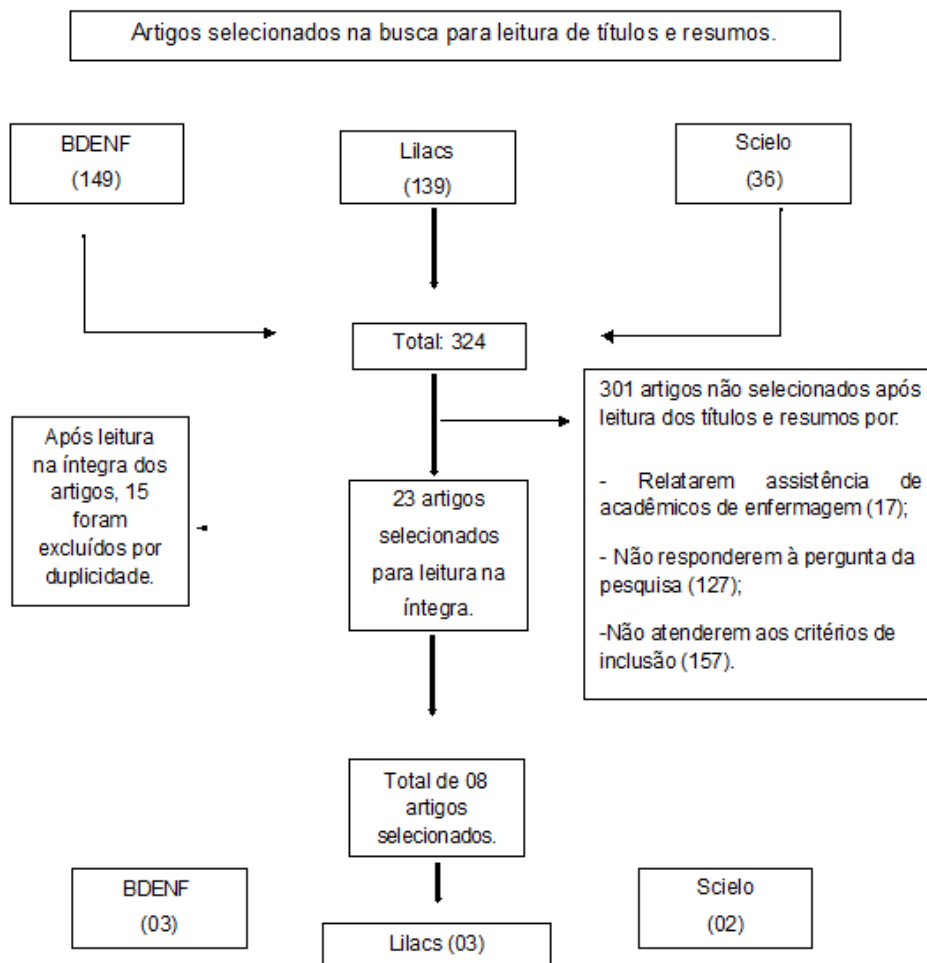 Artigos selecionados na busca para leitura de títulos e resumos.
BDENF
(149)
Lilacs
(139)
Scielo
(36)
Total: 324
301 artigos não selecionados após
leitura dos títulos e resumos por:
- Relatarem assistência de
acadêmicos de enfermagem (17);
- Não responderem à pergunta da
pesquisa (127);
-Não atenderem aos critérios de
inclusão (157).
Após leitura
na íntegra dos
artigos, 15
foram
excluídos por
duplicidade.
23 artigos
selecionados
para leitura na
íntegra.
Total de 08
artigos
selecionados.
BDENF
(03)
Lilacs (03)
Scielo
(02)